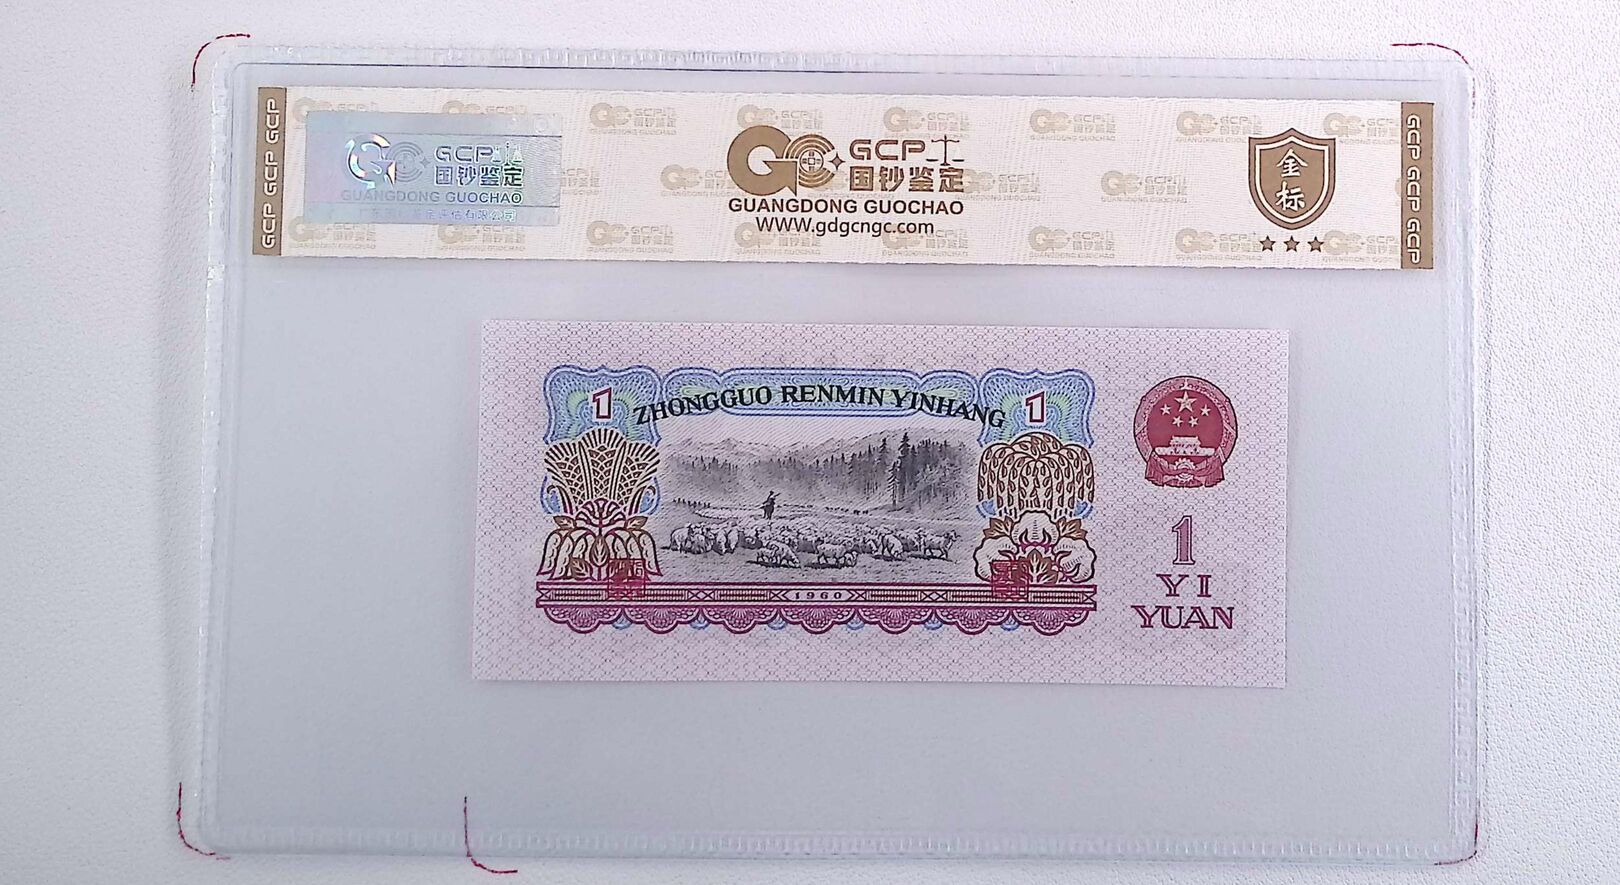 GCP GCP GCP
GCP
国钞鉴定
GUANGDONG GUOCHAO
GCP
国钞鉴定
GUANGDONG GUOCHAO
WWW.gdgcngc.com
金标
GCP GCP GCP
1 ZHONGGUO RENMIN YINHANG 1
1960
1
YI
YUAN